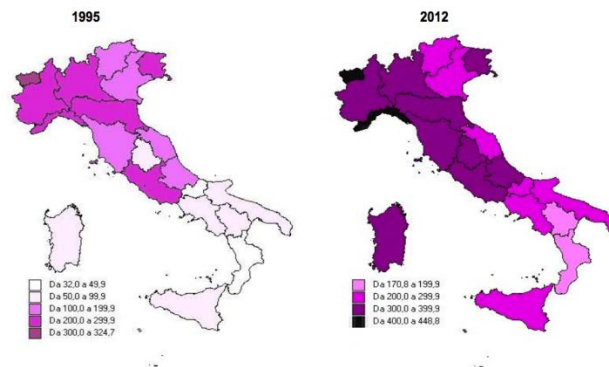 1995
2012
Da 32,0 a 49,9
Da 50,0 a 99,9
Da 100,0 a 199,9
Da 200,0 a 299,9
Da 300,0 a 324,7
Da 170,8 a 199,9
Da 200,0 a 299,9
Da 300,0 a 399,9
Da 400,0 a 448,8